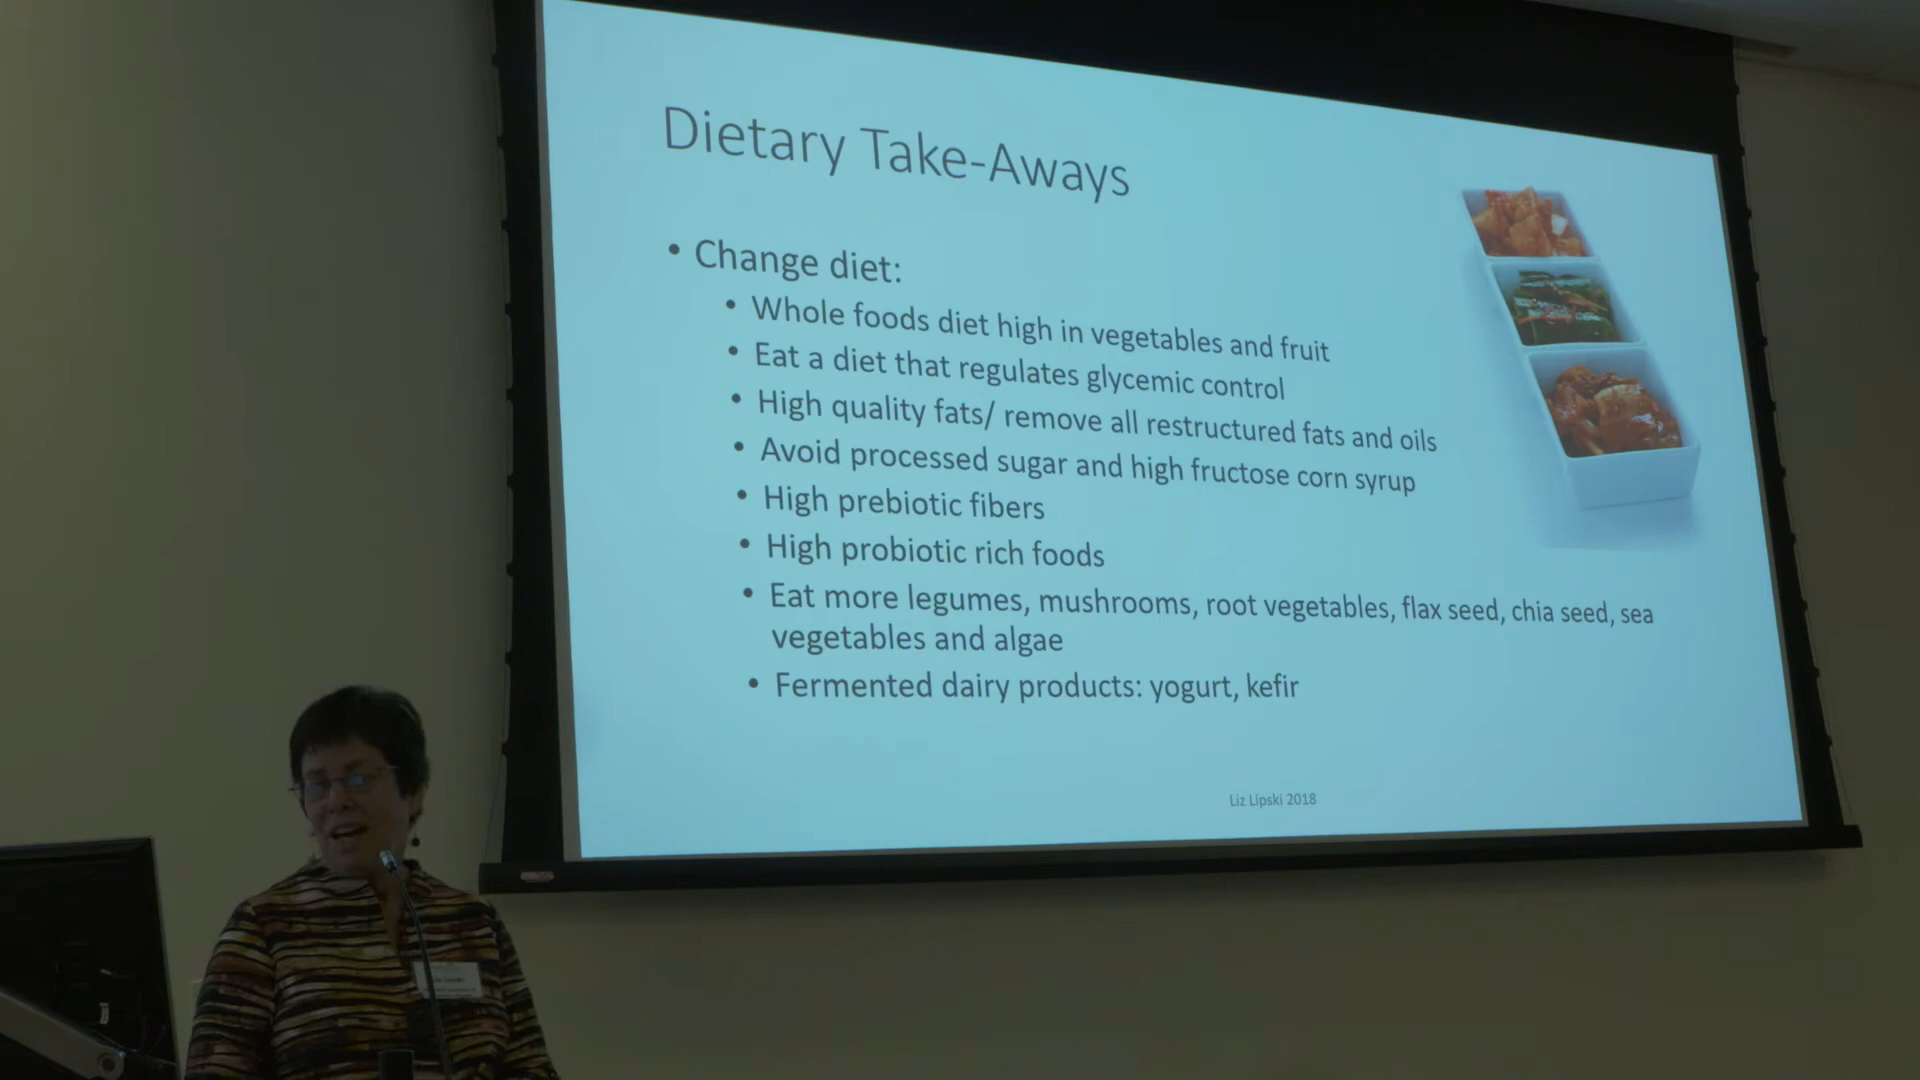 Dietary Take-Aways
• Change diet:
• Whole foods diet high in vegetables and fruit
• Eat a diet that regulates glycemic control
• High quality fats/ remove all restructured fats and oils
• Avoid processed sugar and high fructose corn syrup
• High prebiotic fibers
• High probiotic rich foods
• Eat more legumes, mushrooms, root vegetables, flax seed, chia seed, sea
vegetables and algae
• Fermented dairy products: yogurt, kefir
Liz Lipski 2018